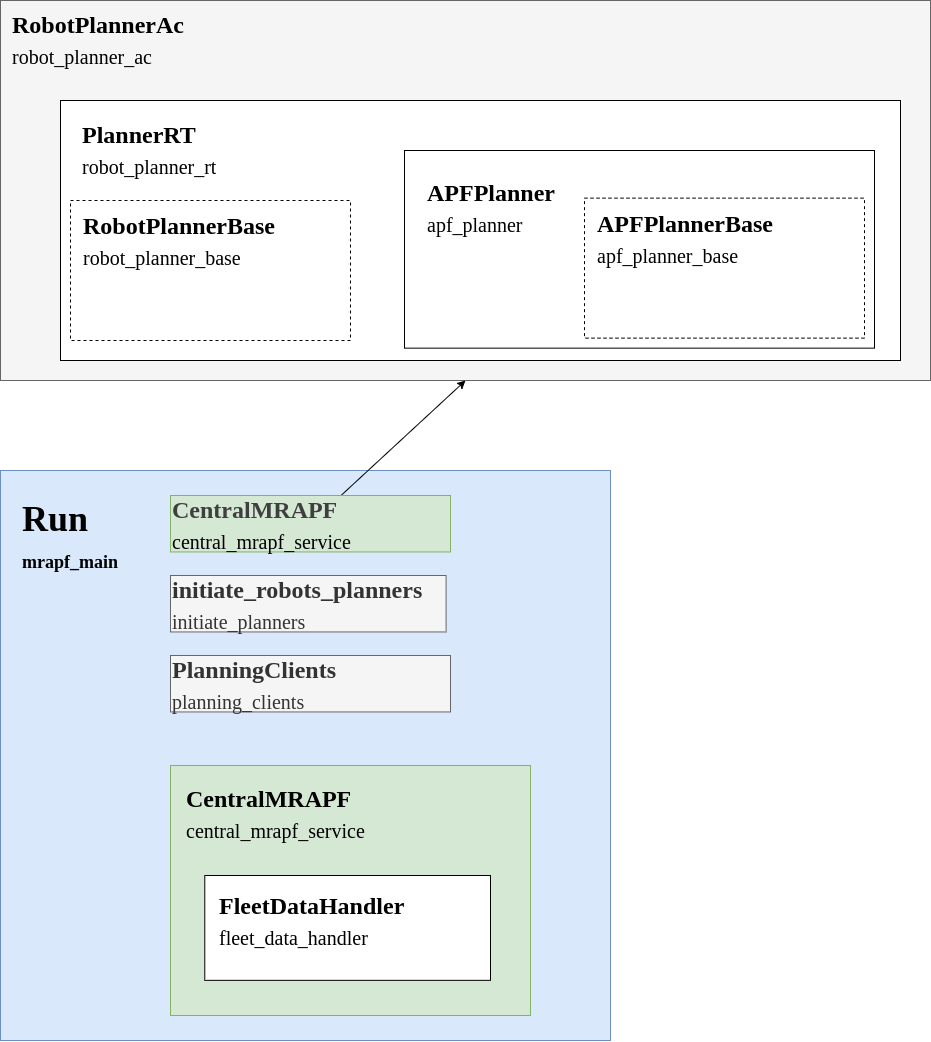 RobotPlannerAc
robot_planner_ac
PlannerRT
robot_planner_rt
RobotPlannerBase
robot_planner_base
APFPlanner
apf_planner
APFPlannerBase
apf_planner_base
Run
mrapf_main
CentralMRAPF
central_mrapf_service
initiate_robots_planners
initiate_planners
PlanningClients
planning_clients
CentralMRAPF
central_mrapf_service
FleetDataHandler
fleet_data_handler